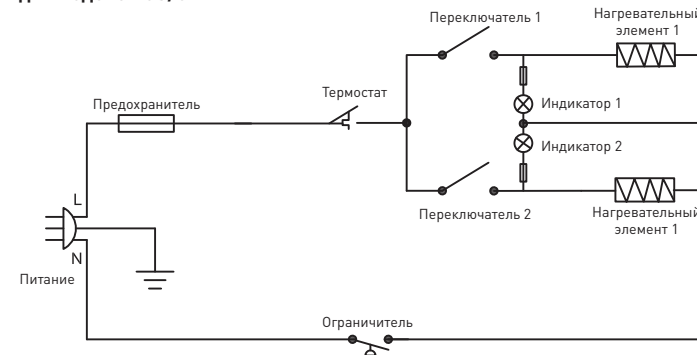 Переключатель 1
Нагревательный
элемент 1
Термостат
Предохранитель
Индикатор 1
Индикатор 2
L
Переключатель 2
Нагревательный
элемент 1
N
Питание
Ограничитель